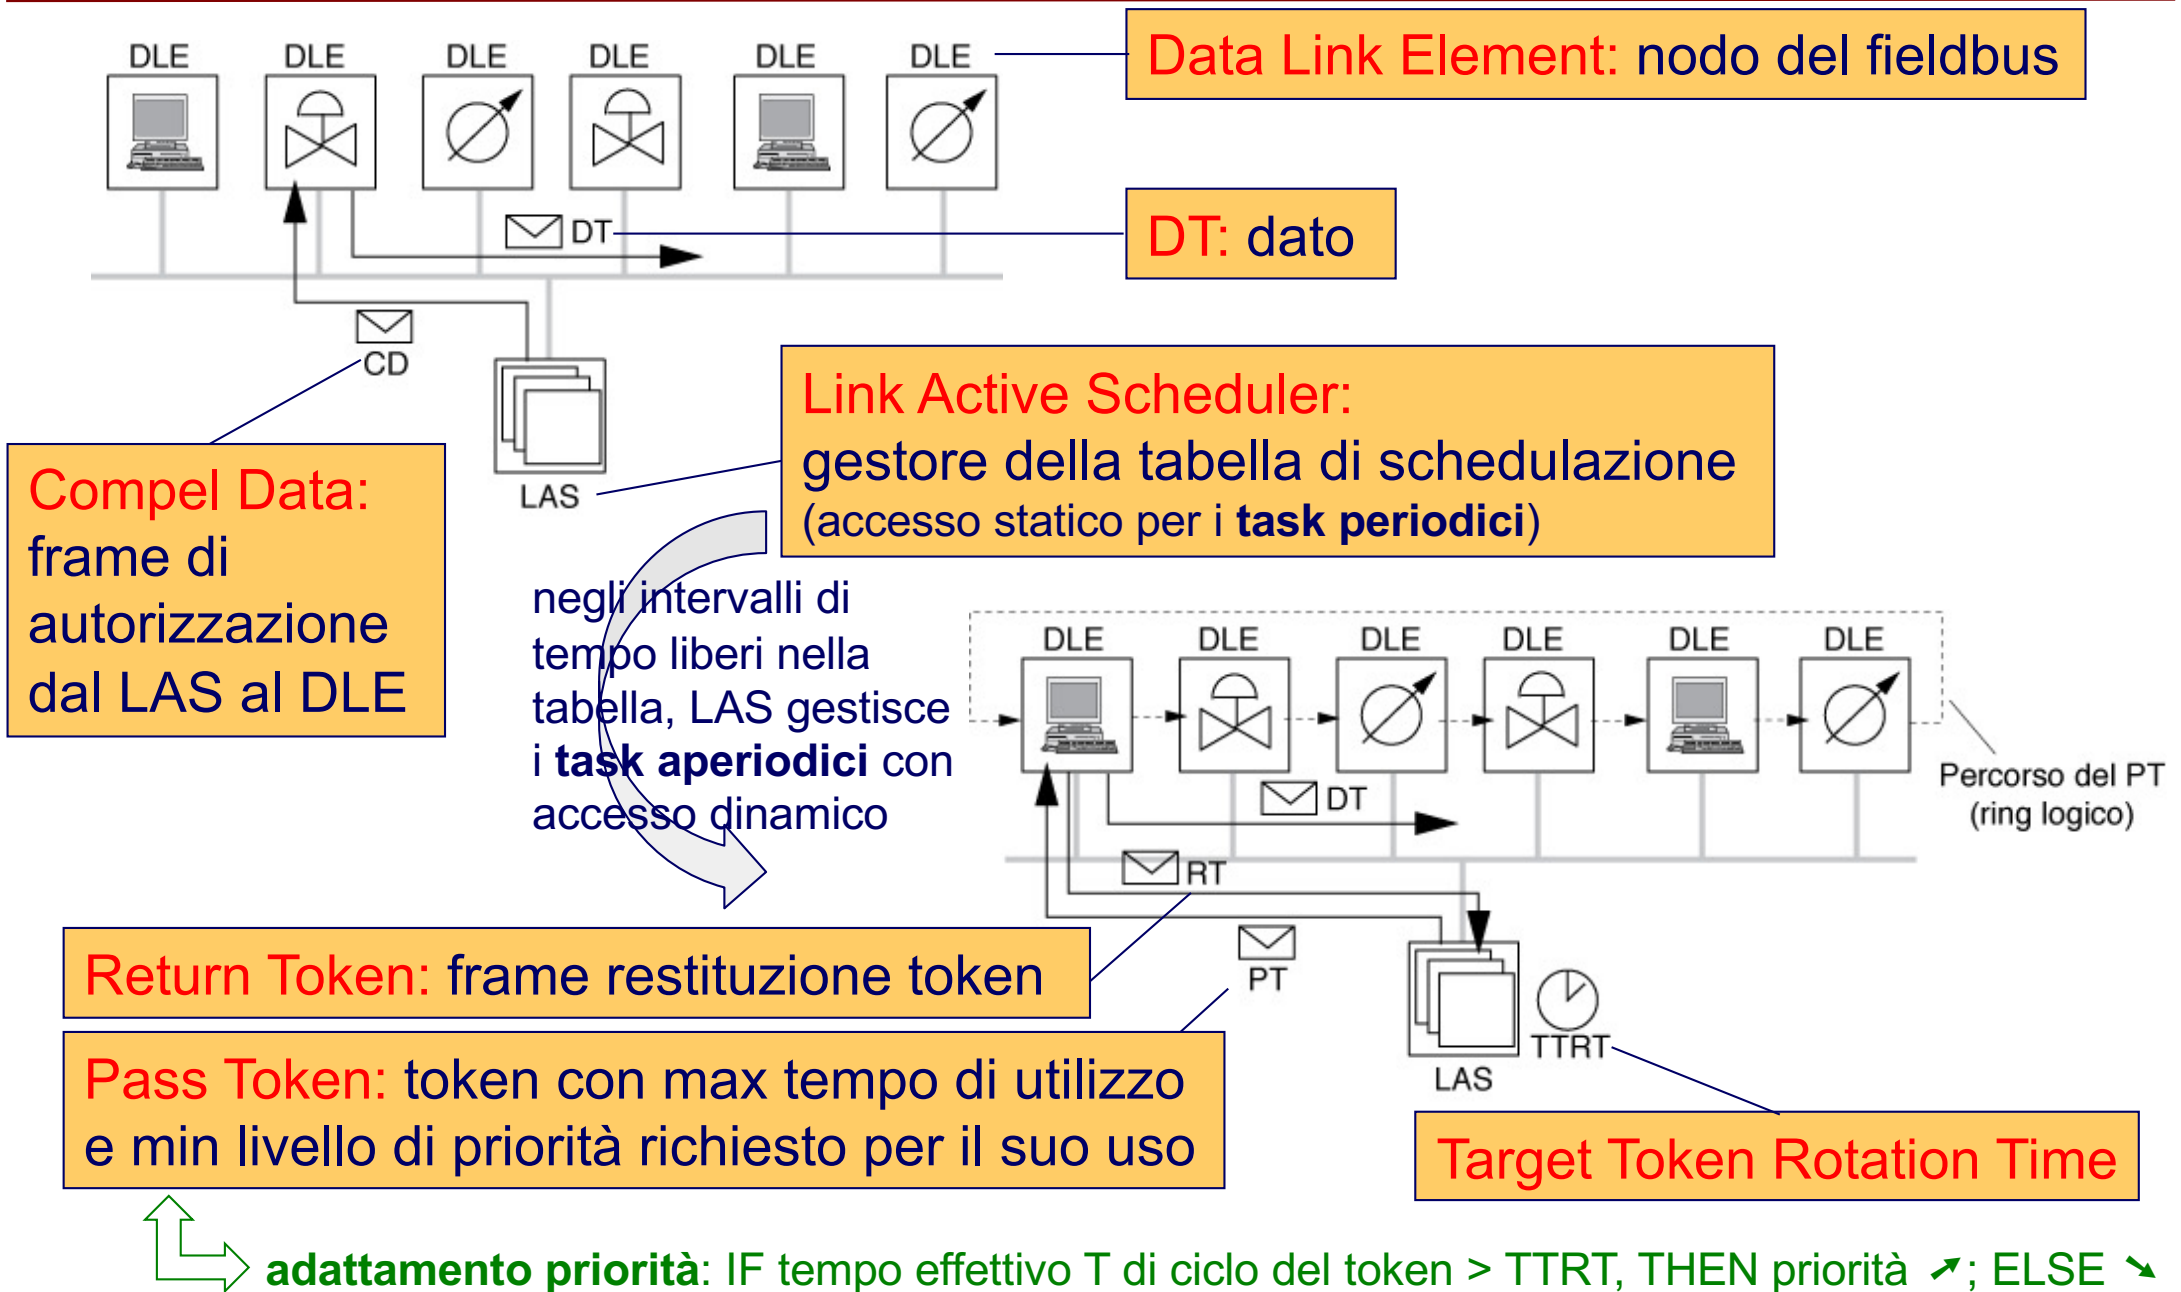 DLE DLE DLE DLE DLE DLE
Data Link Element: nodo del fieldbus
DT
DT: dato
CD
LAS
Link Active Scheduler:
gestore della tabella di schedulazione
(accesso statico per i task periodici)
Compel Data:
frame di
autorizzazione
dal LAS al DLE
negli intervalli di
tempo liberi nella
tabella, LAS gestisce
i task aperiodici con
accesso dinamico
DLE DLE DLE DLE DLE DLE
Percorso del PT
(ring logico)
DT
RT
PT
TTRT
LAS
Return Token: frame restituzione token
Pass Token: token con max tempo di utilizzo
e min livello di priorità richiesto per il suo uso
Target Token Rotation Time
adattamento priorità: IF tempo effettivo T di ciclo del token > TTRT, THEN priorità ➚; ELSE ➘